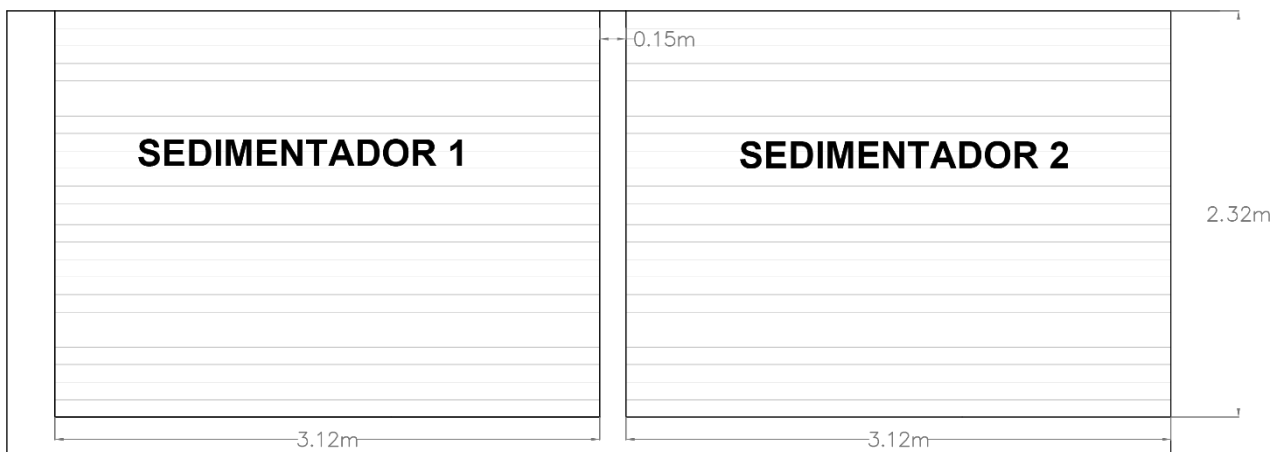 0.15m
SEDIMENTADOR 1
SEDIMENTADOR 2
2.32m
3.12m
3.12m